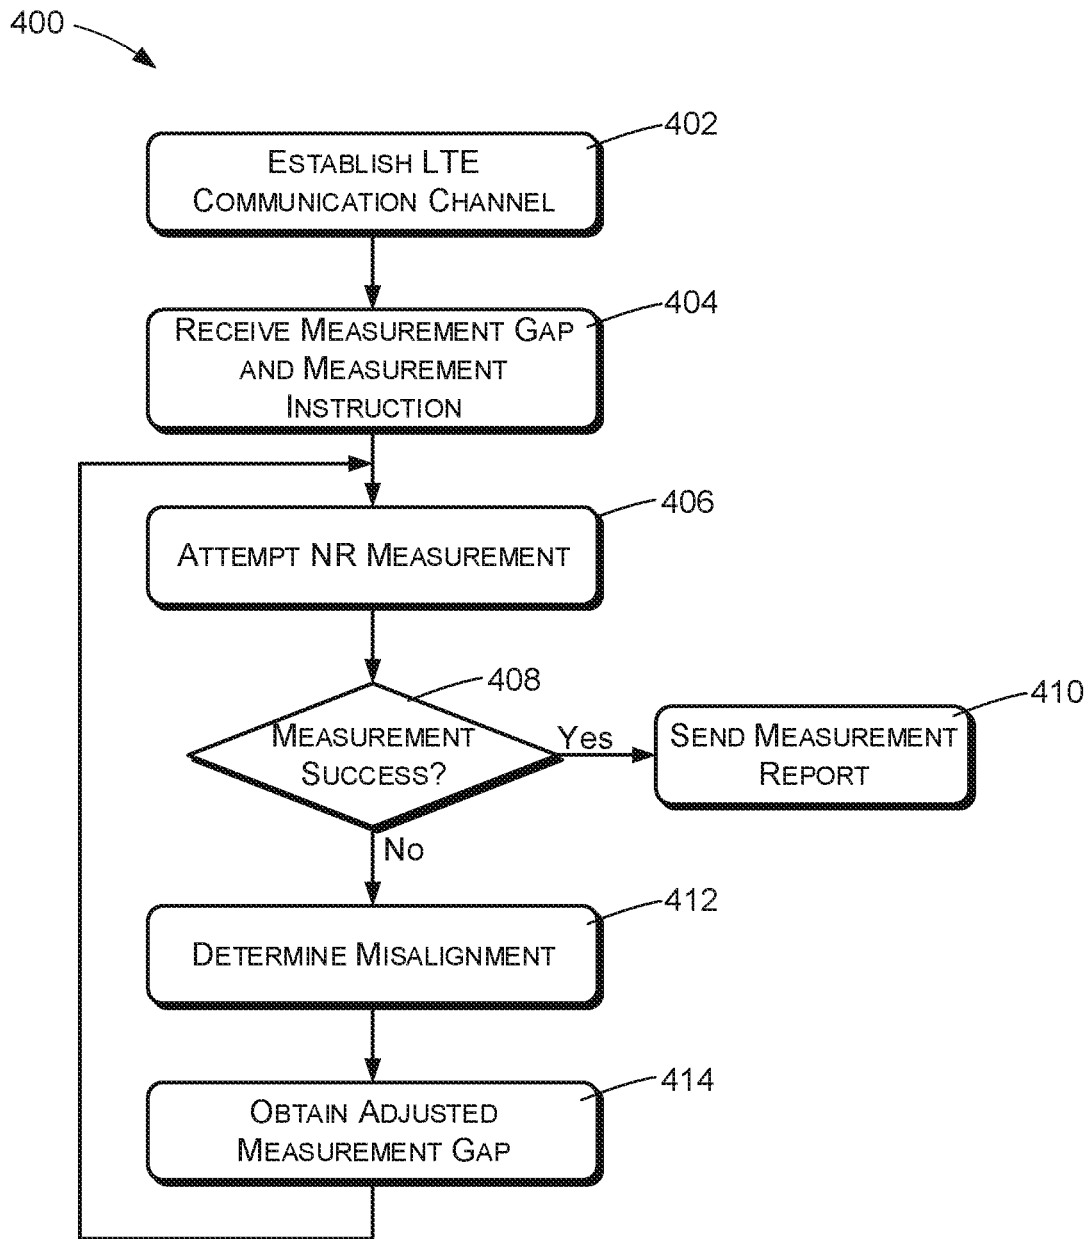 400
402
ESTABLISH LTE
COMMUNICATION CHANNEL
404
RECEIVE MEASUREMENT GAP
AND MEASUREMENT
INSTRUCTION
406
ATTEMPT NR MEASUREMENT
408
MEASUREMENT
SUCCESS?
Yes
410
SEND MEASUREMENT
REPORT
No
412
DETERMINE MISALIGNMENT
414
OBTAIN ADJUSTED
MEASUREMENT GAP